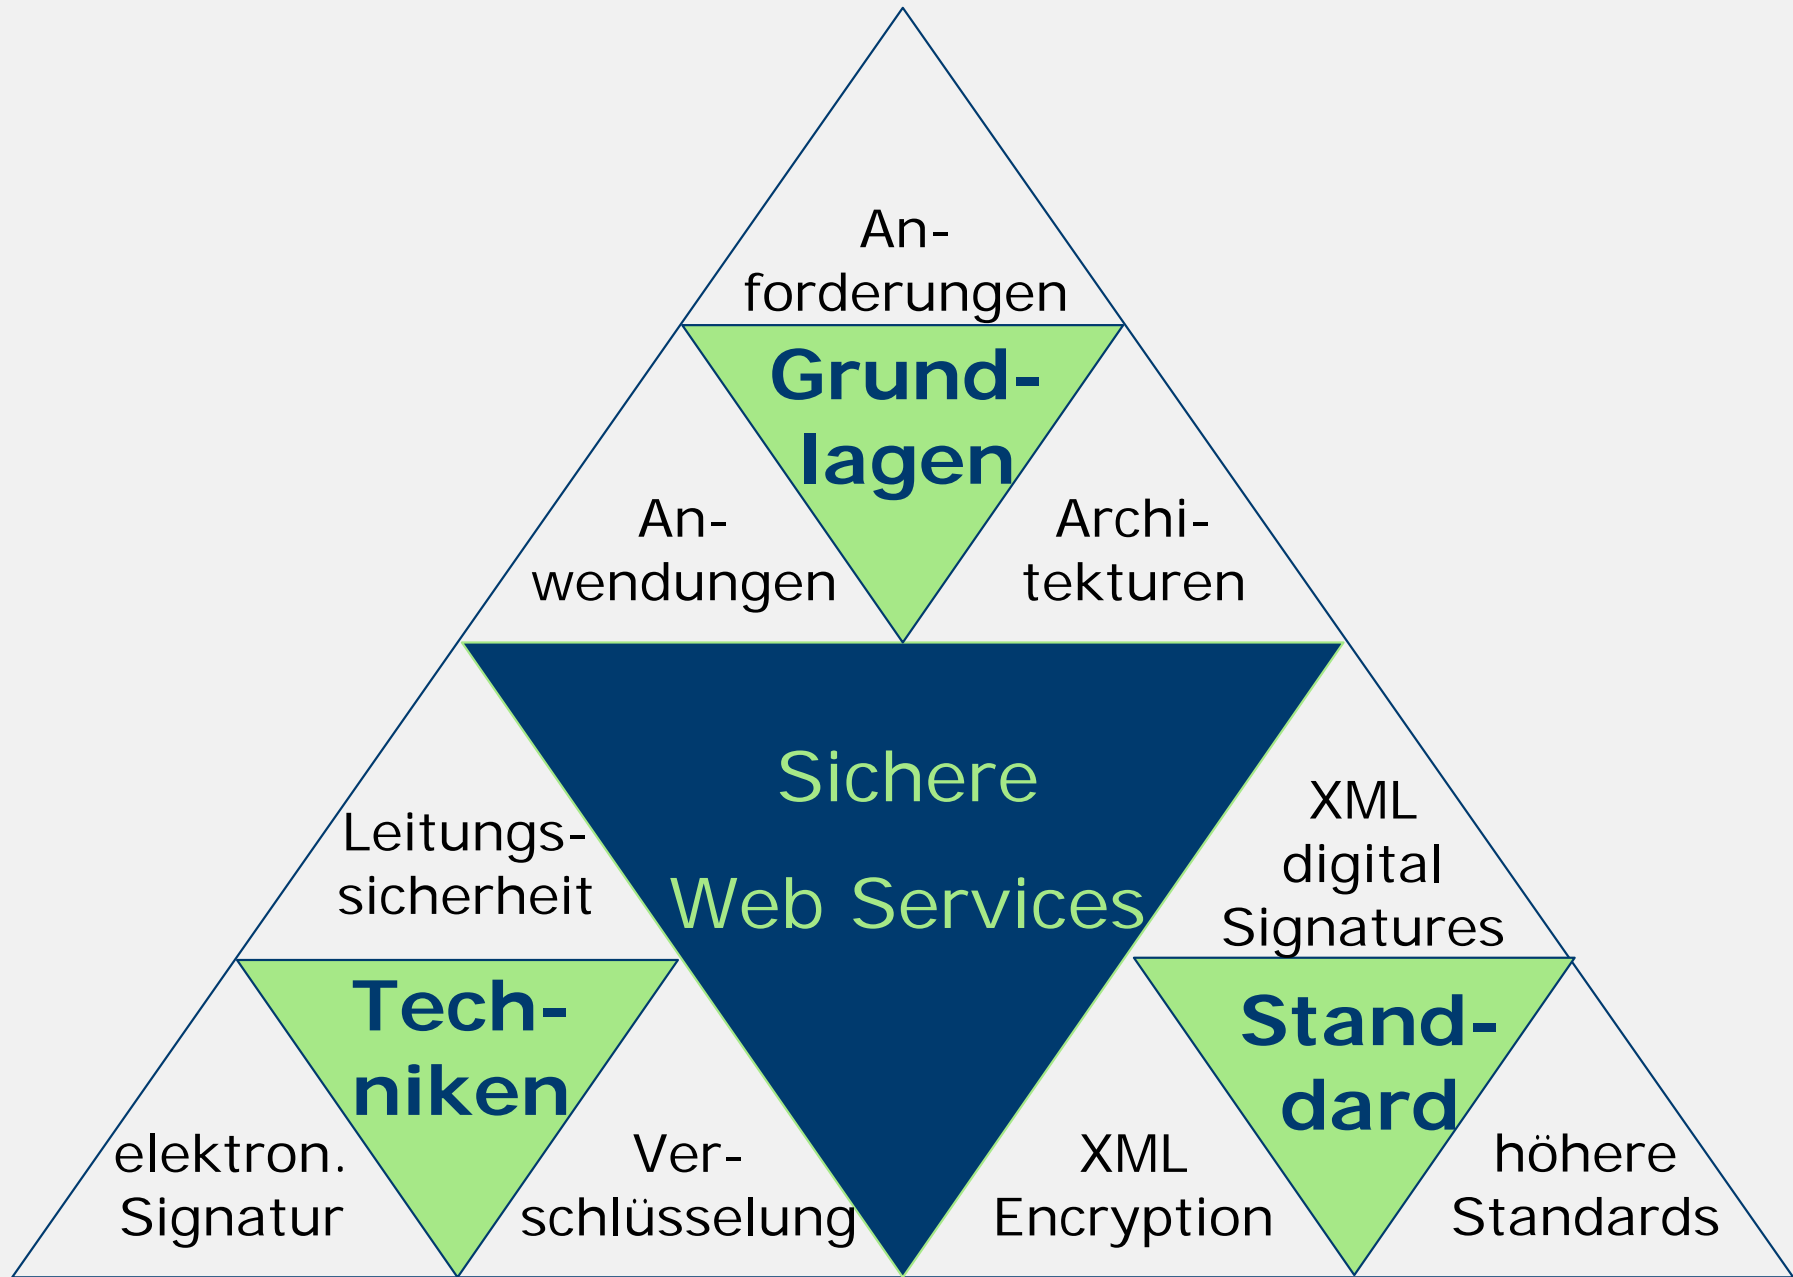 An-
forderungen
Grund-
lagen
An-
wendungen
Archi-
tekturen
Sichere
Web Services
Leitungs-
sicherheit
Tech-
niken
elektron.
Signatur
Ver-
schlüsselung
XML
digital
Signatures
Stand-
dard
XML
Encryption
höhere
Standards